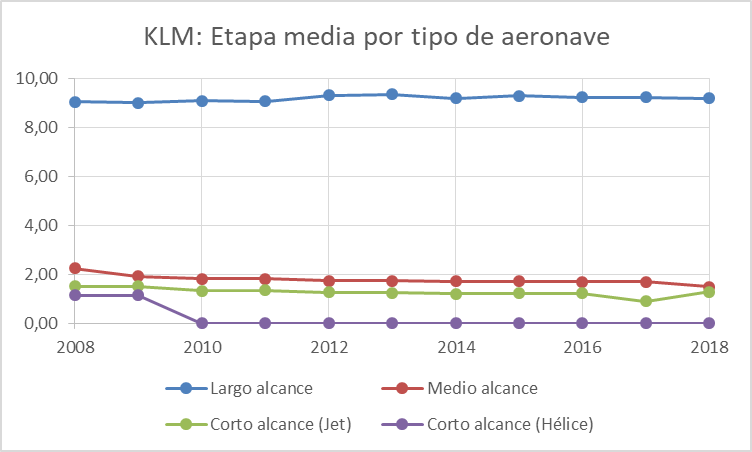 KLM: Etapa media por tipo de aeronave
10,00
8,00
6,00
4,00
2,00
0,00
2008 2010 2012 2014 2016 2018
Largo alcance Medio alcance
Corto alcance (Jet) Corto alcance (Hélice)